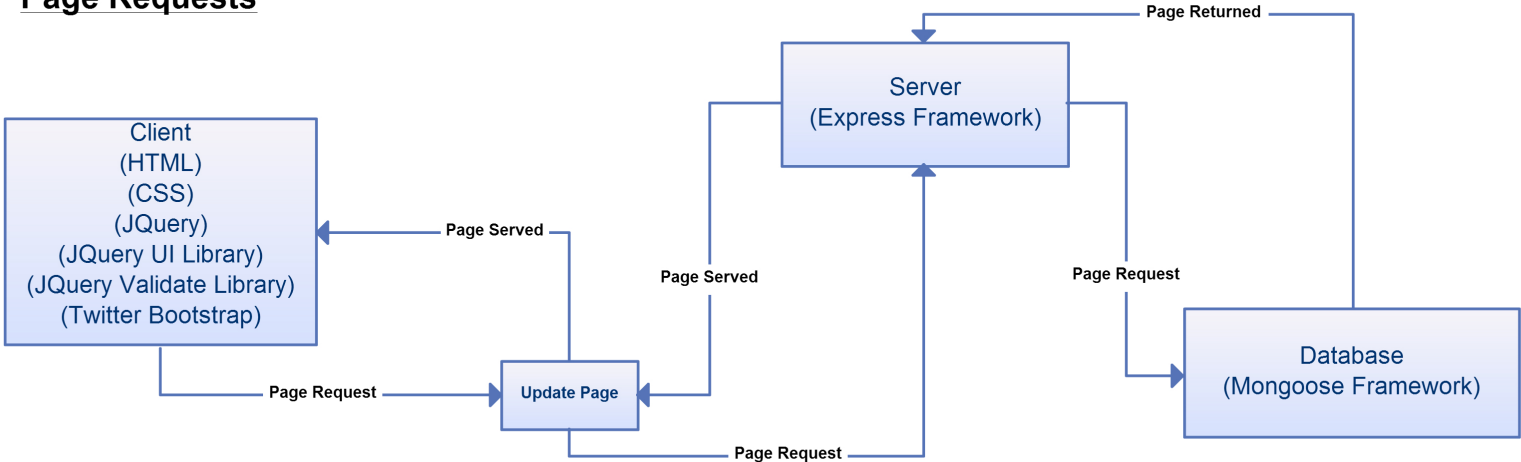 Page Requests
Page Returned
Server
(Express Framework)
Client
(HTML)
(CSS)
(JQuery)
(JQuery UI Library)
(JQuery Validate Library)
(Twitter Bootstrap)
Page Served
Page Served
Page Request
Database
(Mongoose Framework)
Page Request
Update Page
Page Request